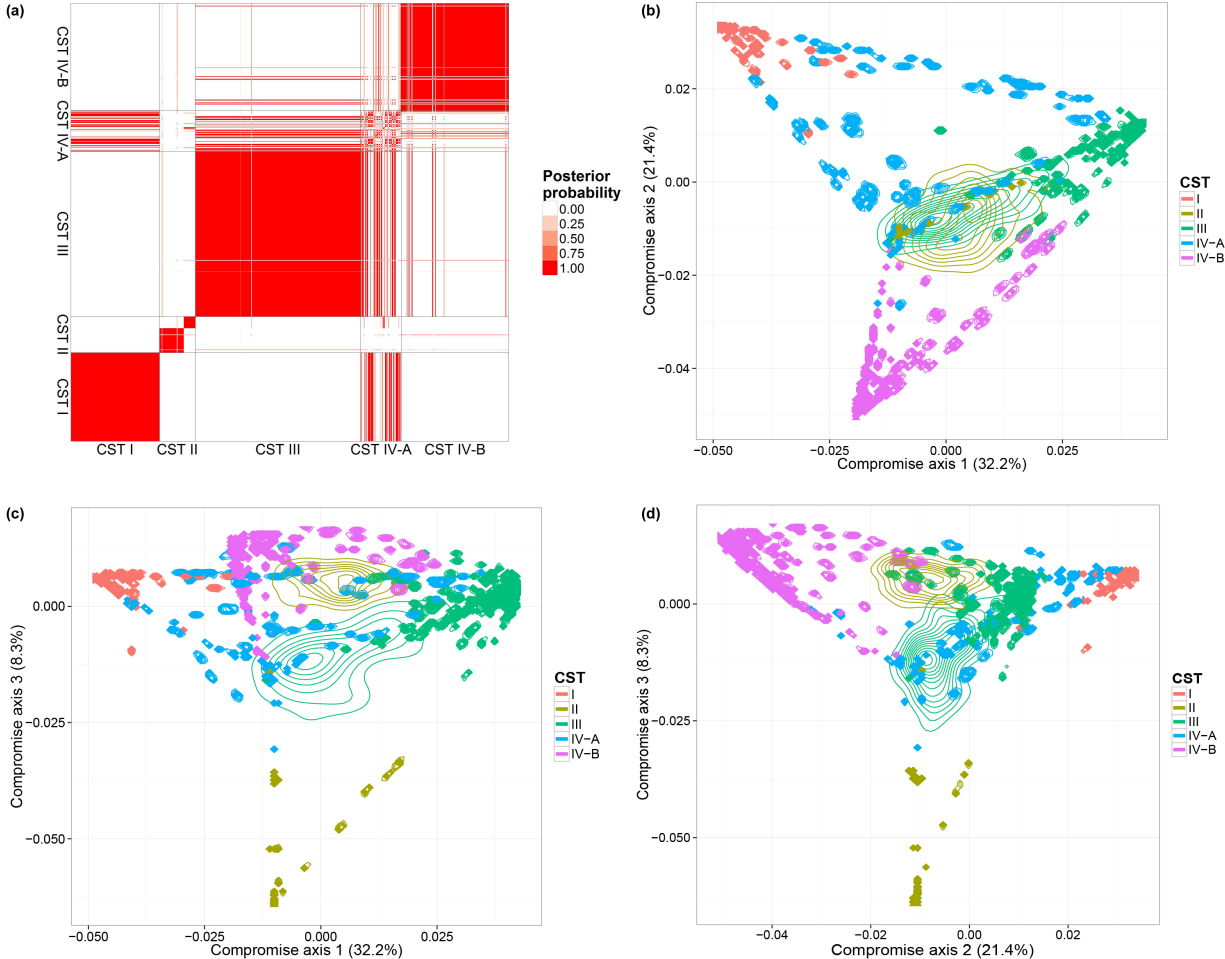 (a)
CST IV-B
CST IV-A
CST III
CST II
CST I
CST I
CST II
CST III
CST IV-A
CST IV-B
Posterior
probability
0.00
0.25
0.50
0.75
1.00
(b)
Compromise axis 2 (21.4%)
0.02
0.00
−0.02
−0.04
−0.050
−0.025
0.000
0.025
Compromise axis 1 (32.2%)
CST
I
II
III
IV−A
IV−B
(c)
Compromise axis 3 (8.3%)
0.000
−0.025
−0.050
−0.050
−0.025
0.000
0.025
Compromise axis 1 (32.2%)
CST
I
II
III
IV−A
IV−B
(d)
Compromise axis 3 (8.3%)
0.000
−0.025
−0.050
−0.04
−0.02
0.00
0.02
Compromise axis 2 (21.4%)
CST
I
II
III
IV−A
IV−B